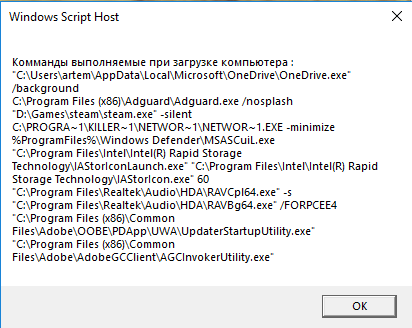 Windows Script Host
Комманды выполняемые при загрузке компьютера :
"C:\Users\artem\AppData\Local\Microsoft\OneDrive\OneDrive.exe"
/background
C:\Program Files (x86)\Adguard\Adguard.exe /nosplash
"D:\Games\steam\steam.exe" -silent
C:\PROGRA~1\KILLER~1\NETWOR~1\NETWOR~1.EXE -minimize
%ProgramFiles%\Windows Defender\MSASCuiL.exe
"C:\Program Files\Intel\Intel(R) Rapid Storage
Technology\IAStorIconLaunch.exe" "C:\Program Files\Intel\Intel(R) Rapid
Storage Technology\IAStorIcon.exe" 60
"C:\Program Files\Realtek\Audio\HDA\RAVCpl64.exe" -s
"C:\Program Files\Realtek\Audio\HDA\RAVBg64.exe" /FORPCEE4
"C:\Program Files (x86)\Common
Files\Adobe\OOBE\PDApp\UWA\UpdaterStartupUtility.exe"
"C:\Program Files (x86)\Common
Files\Adobe\AdobeGCClient\AGCInvokerUtility.exe"
OK